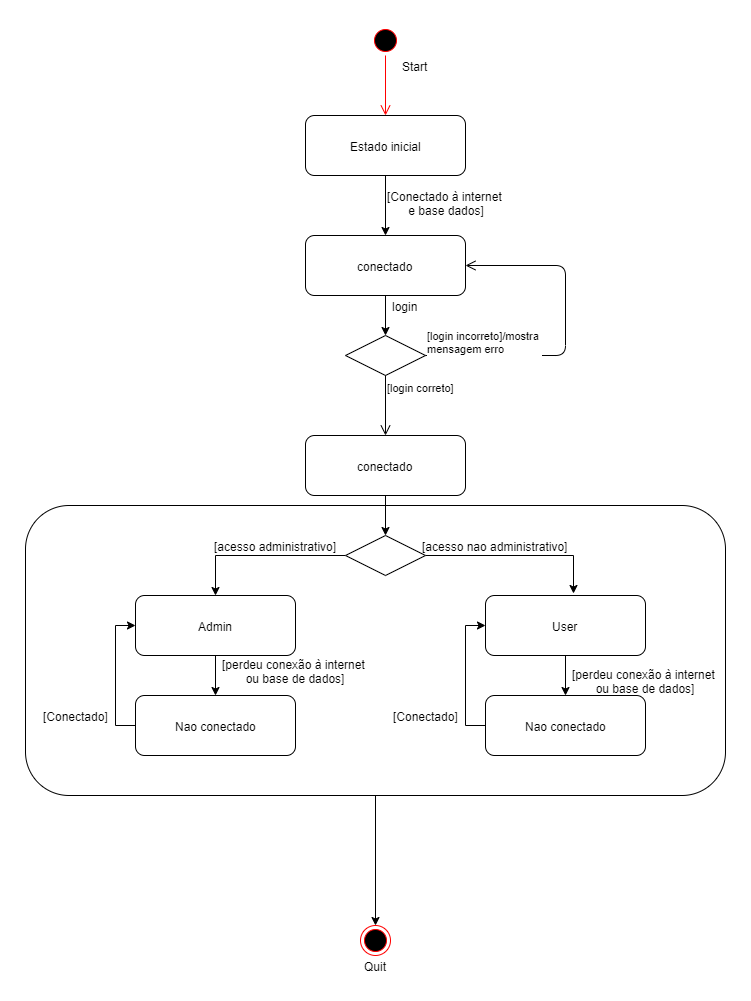 Start
Estado inicial
[Conectado à internet
e base dados]
conectado
login
[login incorreto]/mostra
mensagem erro
[login correto]
conectado
[acesso administrativo]
[acesso nao administrativo]
Admin
User
[perdeu conexão à internet
ou base de dados]
[perdeu conexão à internet
ou base de dados]
[Conectado]
Nao conectado
[Conectado]
Nao conectado
Quit